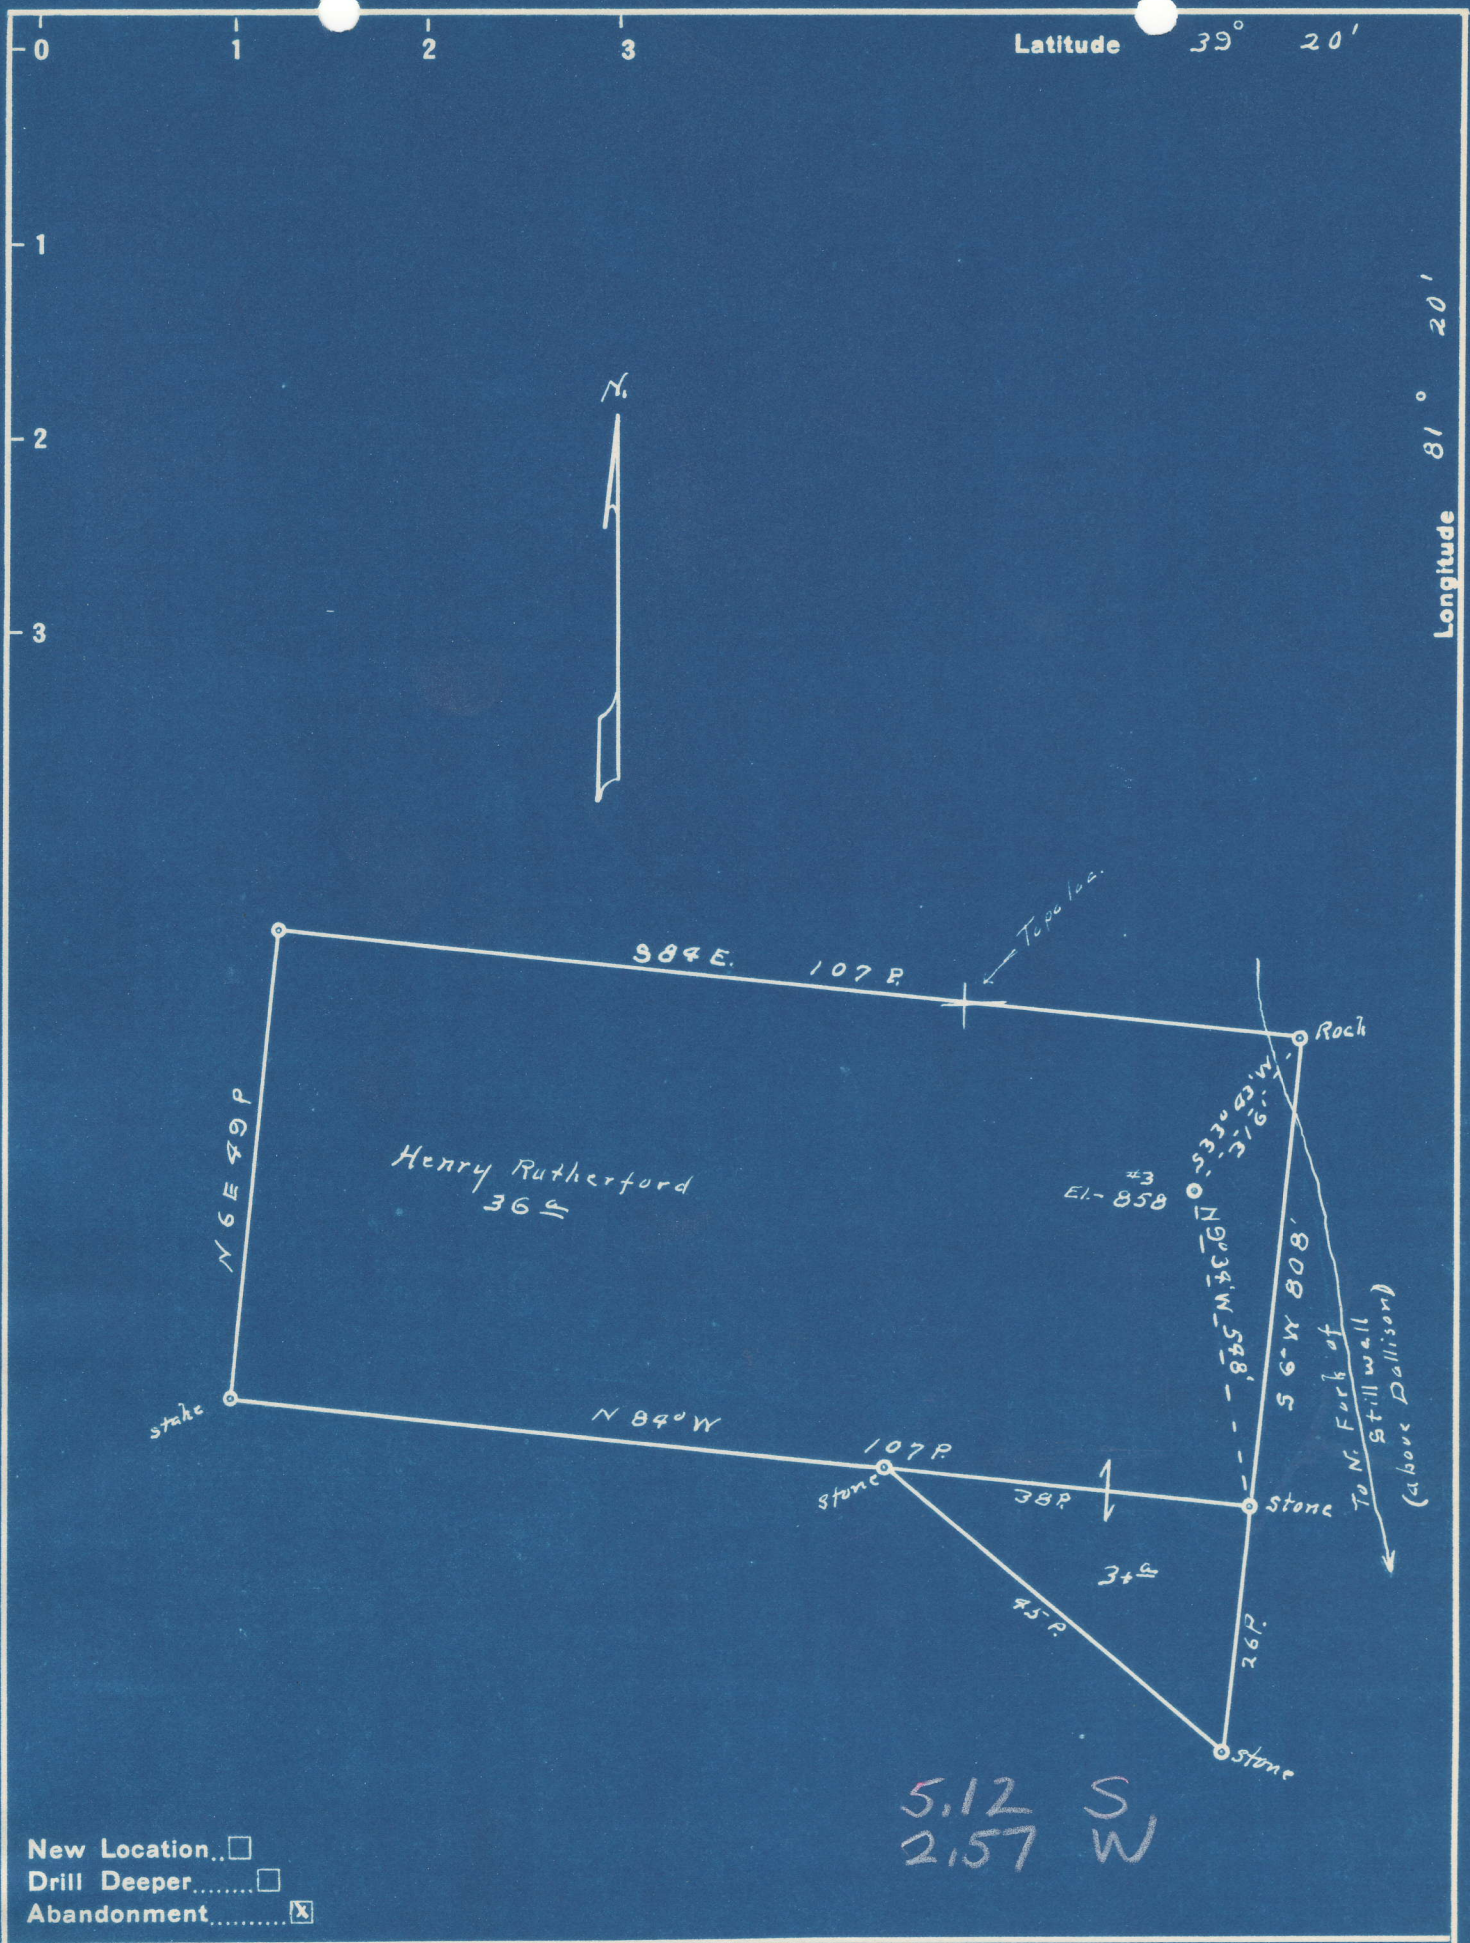 0
1
2
3
Latitude 39° 20'
1
2
3
Longitude 81° 20'
N.
Topo loc.
S 84 E. 107 P.
Rock
S 33° 43' W
316'
N 6 E 49 P
Henry Rutherford
36 a
#3
El.- 858
N 9° 34' W 548'
S 6° W 808'
To N. Fork of
Stillwell
(above Dallison)
stake
N 84° W
107 P.
stone
38 P.
Stone
3+ a
45 P.
26 P.
Stone
5.12 S
2.57 W
New Location..
Drill Deeper........
Abandonment.......... X